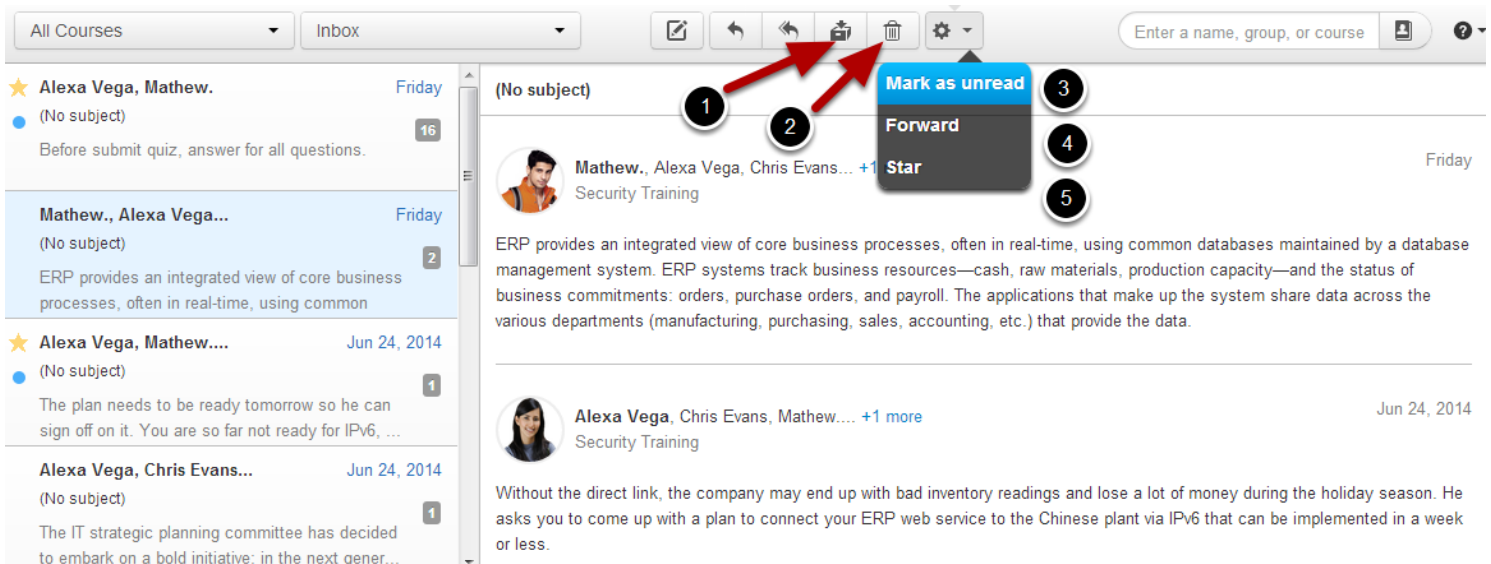 All Courses
Inbox
Enter a name, group, or course
Alexa Vega, Mathew. Friday
(No subject)
16
Before submit quiz, answer for all questions.
Mathew., Alexa Vega... Friday
(No subject)
2
ERP provides an integrated view of core business
processes, often in real-time, using common
Alexa Vega, Mathew.... Jun 24, 2014
(No subject)
1
The plan needs to be ready tomorrow so he can
sign off on it. You are so far not ready for IPv6, ...
Alexa Vega, Chris Evans... Jun 24, 2014
(No subject)
1
The IT strategic planning committee has decided
to embark on a bold initiative: in the next gener...
(No subject)
1
2
Mark as unread 3
Forward 4
Star 5
Mathew., Alexa Vega, Chris Evans... +1 Friday
Security Training
ERP provides an integrated view of core business processes, often in real-time, using common databases maintained by a database
management system. ERP systems track business resources—cash, raw materials, production capacity—and the status of
business commitments: orders, purchase orders, and payroll. The applications that make up the system share data across the
various departments (manufacturing, purchasing, sales, accounting, etc.) that provide the data.
Alexa Vega, Chris Evans, Mathew.... +1 more Jun 24, 2014
Security Training
Without the direct link, the company may end up with bad inventory readings and lose a lot of money during the holiday season. He
asks you to come up with a plan to connect your ERP web service to the Chinese plant via IPv6 that can be implemented in a week
or less.